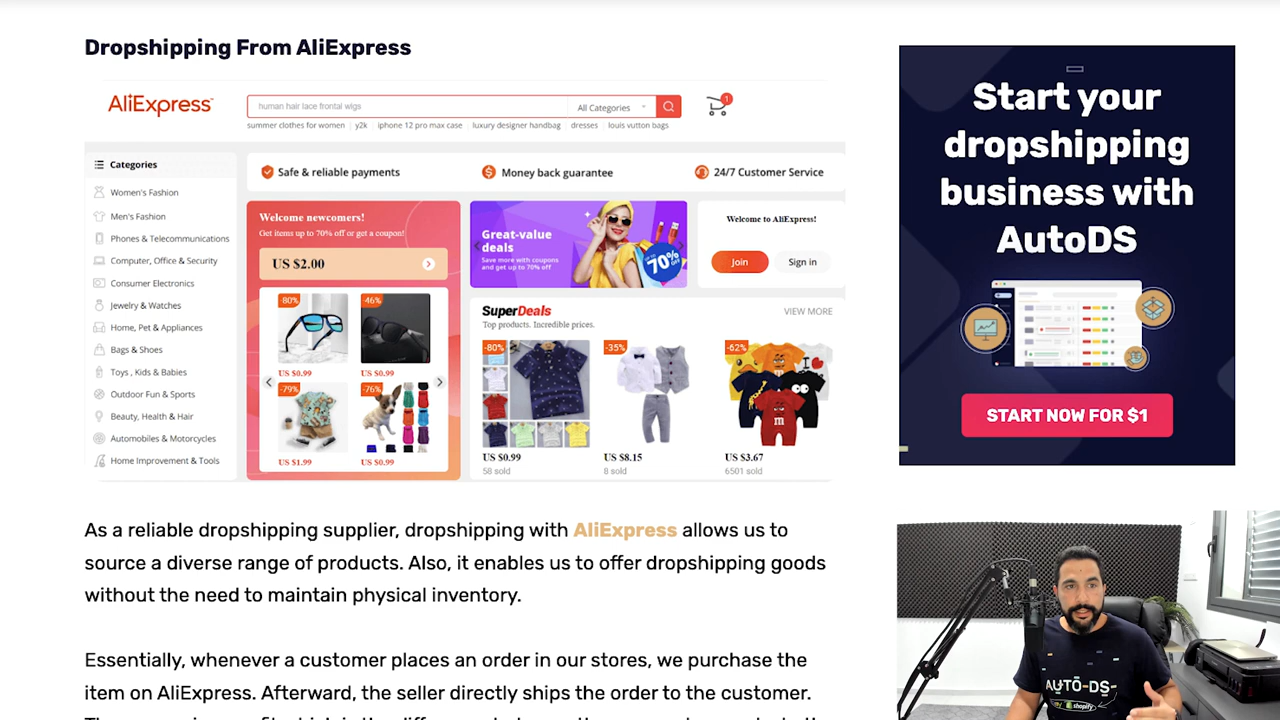 Dropshipping From AliExpress
AliExpress
human hair lace frontal wigs
All Categories
1
summer clothes for women | y2k | iphone 12 pro max case | luxury designer handbag | dresses | louis vutton bags
Categories
Women's Fashion
Men's Fashion
Phones & Telecommunications
Computer, Office & Security
Consumer Electronics
Jewelry & Watches
Home, Pet & Appliances
Bags & Shoes
Toys , Kids & Babies
Outdoor Fun & Sports
Beauty, Health & Hair
Automobiles & Motorcycles
Home Improvement & Tools
Safe & reliable payments
Money back guarantee
24/7 Customer Service
Welcome newcomers!
Get items up to 70% off or get a coupon!
US $2.00
-80%
-46%
US $0.99
US $0.99
-79%
-76%
US $1.99
US $0.99
Great-value
deals
Save more with coupons
and get up to 70% off
70%
Welcome to AliExpress!
Join
Sign in
SuperDeals
VIEW MORE
Top products. Incredible prices.
-80%
-35%
-62%
US $0.99
US $8.15
US $3.67
58 sold
8 sold
6501 sold
As a reliable dropshipping supplier, dropshipping with AliExpress allows us to
source a diverse range of products. Also, it enables us to offer dropshipping goods
without the need to maintain physical inventory.
Essentially, whenever a customer places an order in our stores, we purchase the
item on AliExpress. Afterward, the seller directly ships the order to the customer.
Start your
dropshipping
business with
AutoDS
START NOW FOR $1
AUTO-DS
shopify